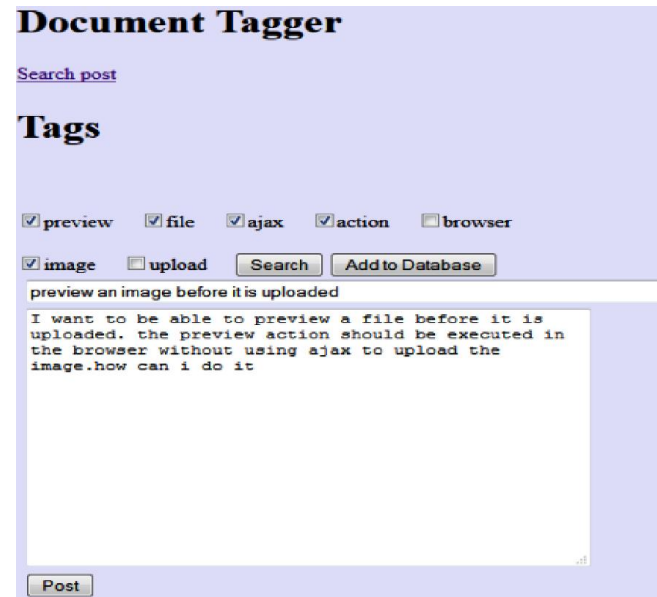 Document Tagger
Search post
Tags
preview file ajax action browser
image upload Search Add to Database
preview an image before it is uploaded
I want to be able to preview a file before it is
uploaded. the preview action should be executed in
the browser without using ajax to upload the
image.how can i do it
Post